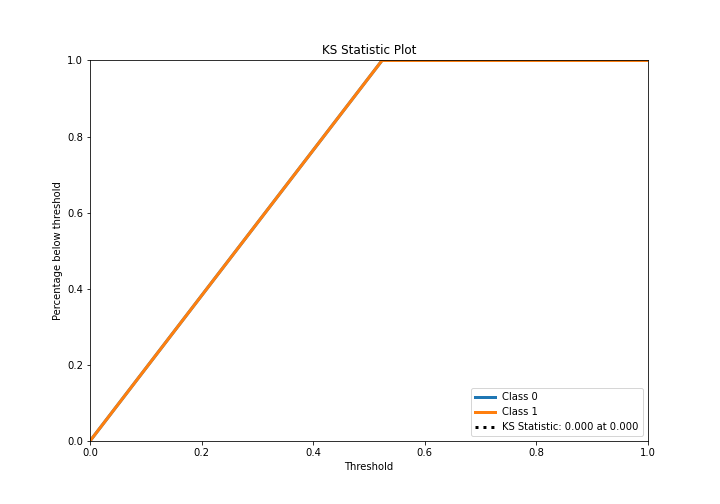 KS Statistic Plot
Percentage below threshold
1.0
0.8
0.6
0.4
0.2
0.0
0.0 0.2 0.4 0.6 0.8 1.0
Threshold
Class 0
Class 1
KS Statistic: 0.000 at 0.000